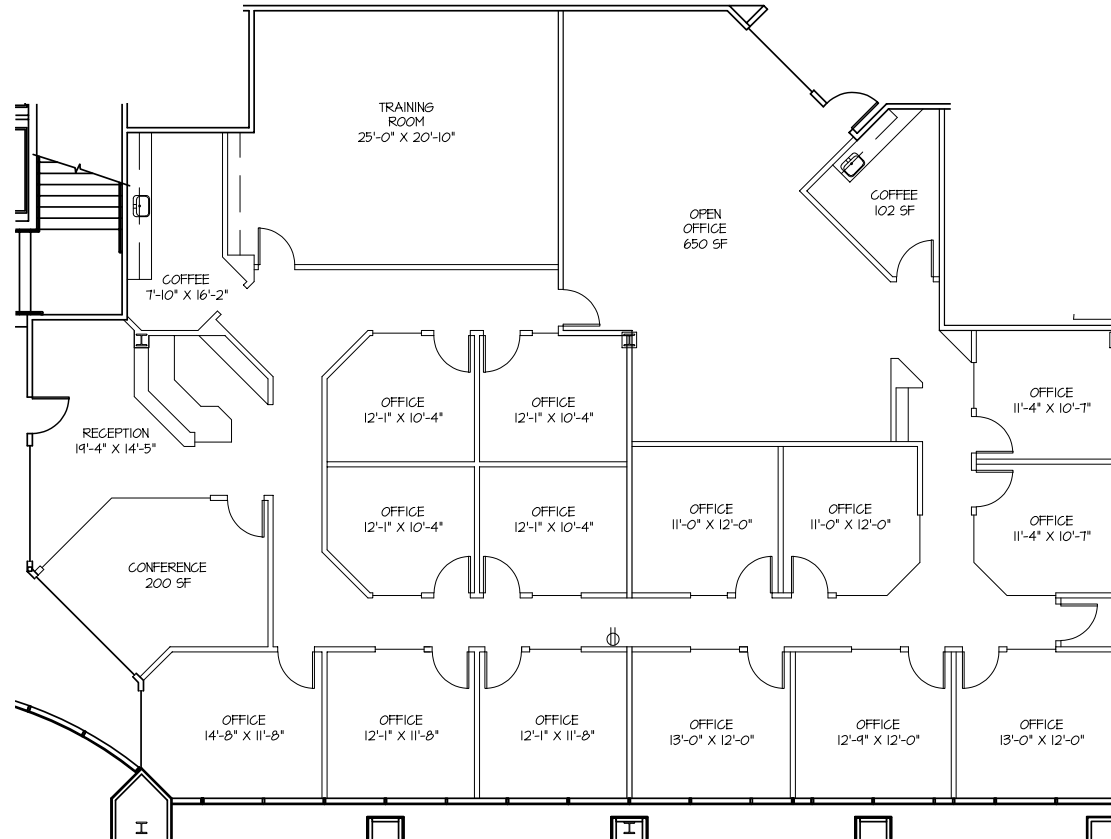 TRAINING
ROOM
25'-0" X 20'-10"
COFFEE
102 SF
OPEN
OFFICE
650 SF
COFFEE
7'-10" X 16'-2"
OFFICE
12'-1" X 10'-4"
OFFICE
12'-1" X 10'-4"
OFFICE
11'-4" X 10'-7"
RECEPTION
19'-4" X 14'-5"
OFFICE
12'-1" X 10'-4"
OFFICE
12'-1" X 10'-4"
OFFICE
11'-0" X 12'-0"
OFFICE
11'-0" X 12'-0"
OFFICE
11'-4" X 10'-7"
CONFERENCE
200 SF
OFFICE
14'-8" X 11'-8"
OFFICE
12'-1" X 11'-8"
OFFICE
12'-1" X 11'-8"
OFFICE
13'-0" X 12'-0"
OFFICE
12'-9" X 12'-0"
OFFICE
13'-0" X 12'-0"